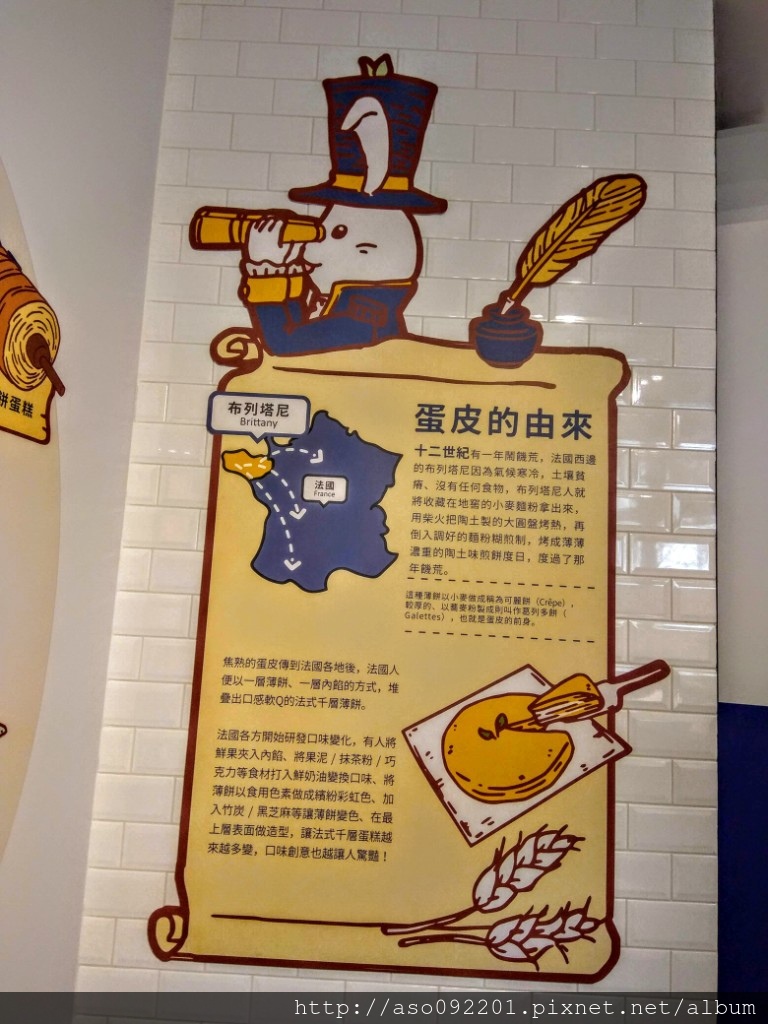 餅蛋糕
布列塔尼
Brittany
法國
France
蛋皮的由來
十二世紀有一年鬧饑荒，法國西邊
的布列塔尼因為氣候寒冷，土壤貧
瘠、沒有任何食物，布列塔尼人就
將收藏在地窖的小麥麵粉拿出來，
用柴火把陶土製的大圓盤烤熱，再
倒入調好的麵粉糊煎制，烤成薄薄
濃重的陶土味煎餅度日，度過了那
年饑荒。
這種薄餅以小麥做成稱為可麗餅（Crêpe），
較厚的、以蕎麥粉製成則叫作葛列多餅（
Galettes），也就是蛋皮的前身。
焦熟的蛋皮傳到法國各地後，法國人
便以一層薄餅、一層內餡的方式，堆
疊出口感軟Q的法式千層薄餅。
法國各方開始研發口味變化，有人將
鮮果夾入內餡、將果泥 / 抹茶粉 / 巧
克力等食材打入鮮奶油變換口味、將
薄餅以食用色素做成繽紛彩虹色、加
入竹炭 / 黑芝麻等讓薄餅變色、在最
上層表面做造型，讓法式千層蛋糕越
來越多變，口味創意也越讓人驚豔！
http://aso092201.pixnet.net/album